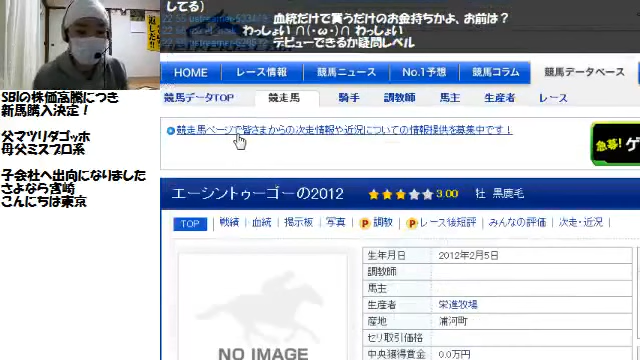 してる）
血統だけで買うだけのお金持ちかよ、お前は？
わっしょい ∩(･ω･)∩ わっしょい
デビューできるか疑問レベル
HOME
レース情報
競馬ニュース
No.1予想
競馬コラム
競馬データベース
競馬データTOP
競走馬
騎手
調教師
馬主
生産者
レース
SBIの株価高騰につき
新馬購入決定！
父マツリダゴッホ
母父ミスプロ系
子会社へ出向になりました
さよなら宮崎
こんにちは東京
競走馬ページで皆さまからの次走情報や近況についての情報提供を募集中です！
急募！ゲ
エーシントゥーゴーの2012
3.00
牡 黒鹿毛
TOP
戦績
血統
掲示板
写真
P調教
Pレース後短評
みんなの評価
次走・近況
生年月日
2012年2月5日
調教師
馬主
生産者
栄進牧場
産地
浦河町
セリ取引価格
中央獲得賞金
0.0万円
NO IMAGE